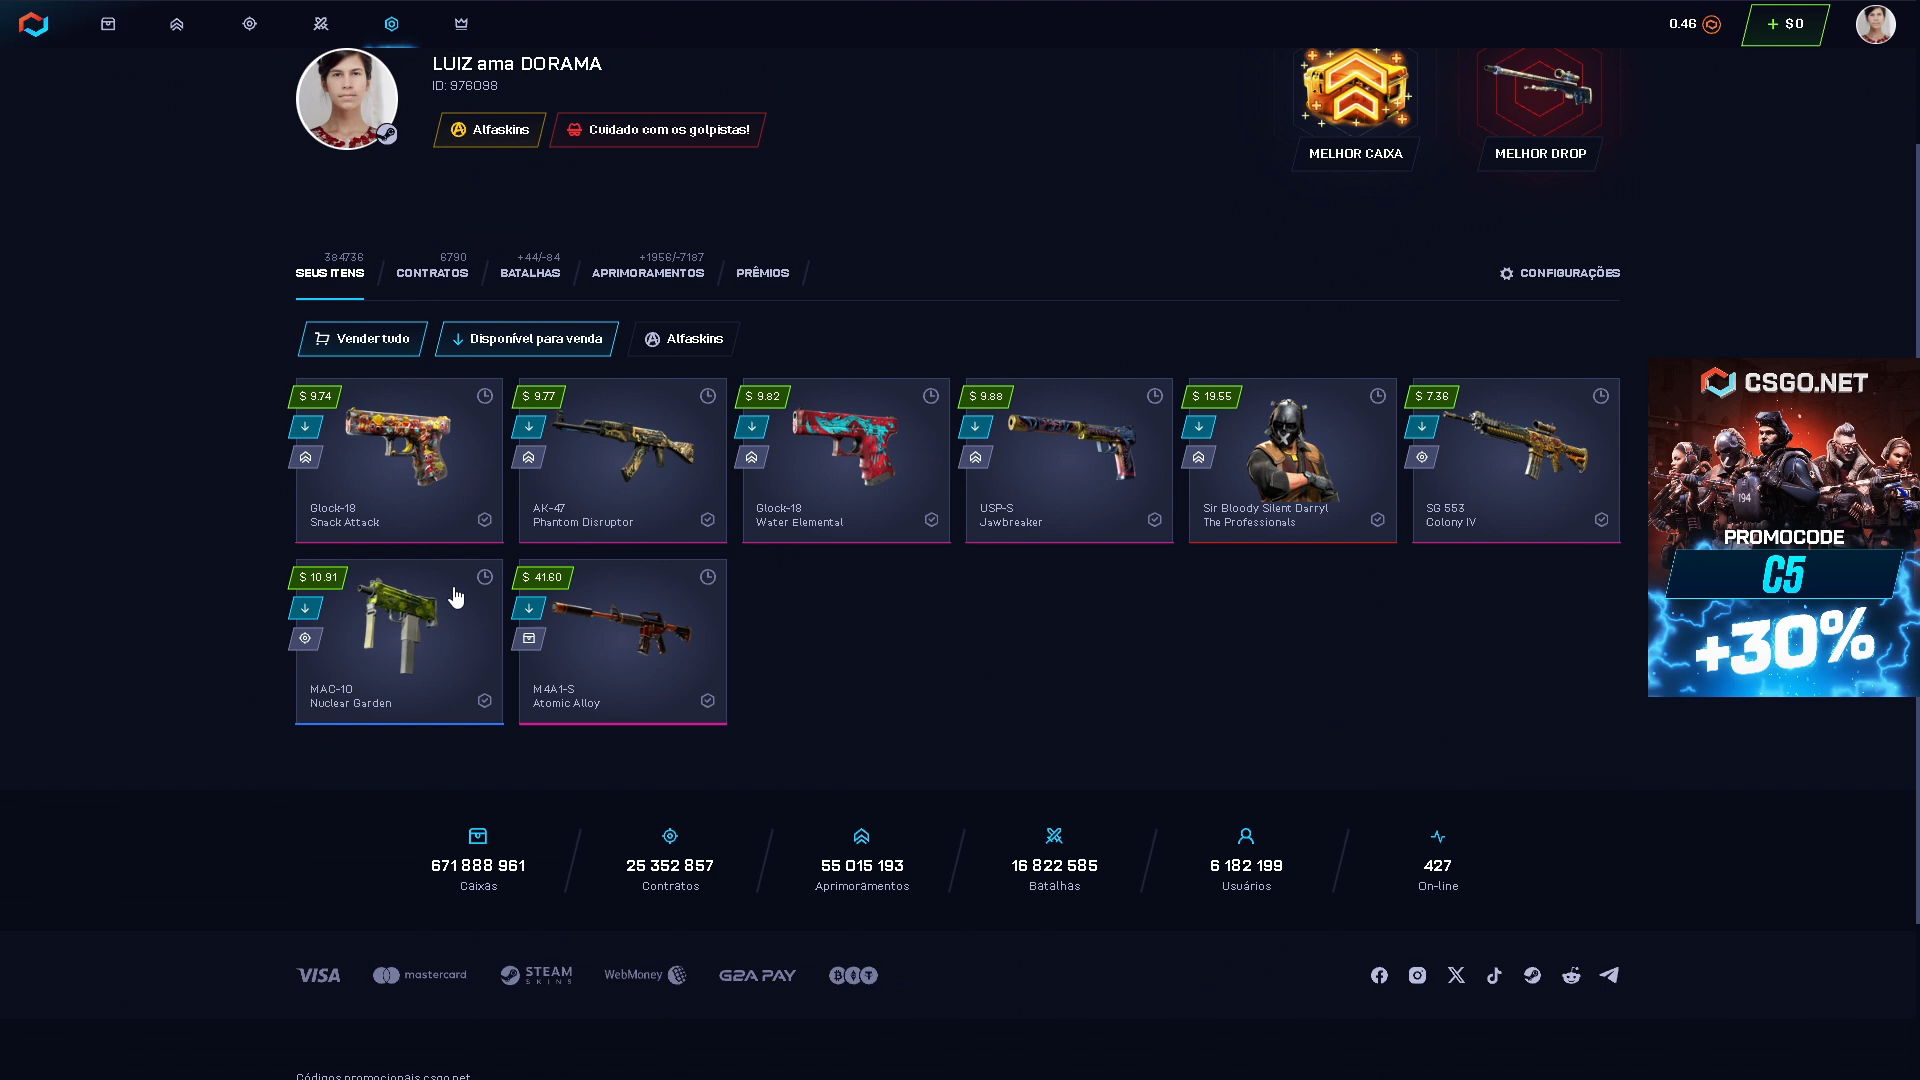 0.46
+ $0
LUIZ ama DORAMA
ID: 976098
Alfaskins
Cuidado com os golpistas!
MELHOR CAIXA
MELHOR DROP
384736
SEUS ITENS
6790
CONTRATOS
+44/-84
BATALHAS
+1956/-7187
APRIMORAMENTOS
PRÊMIOS
CONFIGURAÇÕES
Vender tudo
Disponível para venda
Alfaskins
$ 9.74
Glock-18
Snack Attack
$ 9.77
AK-47
Phantom Disruptor
$ 9.82
Glock-18
Water Elemental
$ 9.88
USP-S
Jawbreaker
$ 19.55
Sir Bloody Silent Darryl
The Professionals
$ 7.36
SG 553
Colony IV
$ 10.91
MAC-10
Nuclear Garden
$ 41.60
M4A1-S
Atomic Alloy
CSGO.NET
194
PROMOCODE
C5
+30%
671 888 961
Caixas
25 352 857
Contratos
55 015 193
Aprimoramentos
16 822 585
Batalhas
6 182 199
Usuários
427
On-line
VISA
mastercard
STEAM
SKINS
WebMoney
G2A PAY
Códigos promocionais csgo.net